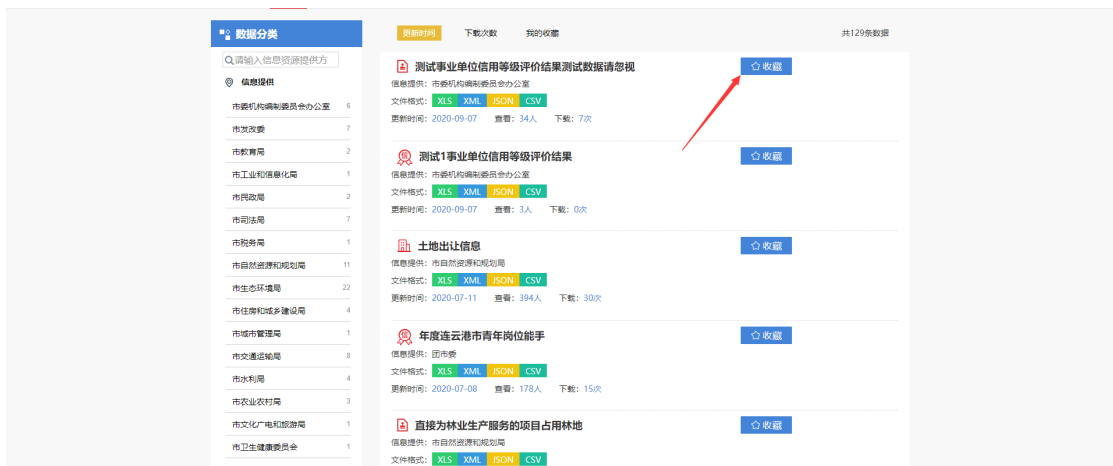 数据分类
更新时间 下载次数 我的收藏 共129条数据
请输入信息资源提供方
信息提供
市委机构编制委员会办公室 6
市发改委 7
市教育局 2
市工业和信息化局 1
市民政局 2
市司法局 7
市税务局 1
市自然资源和规划局 11
市生态环境局 22
市住房和城乡建设局 4
市城市管理局 1
市交通运输局 8
市水利局 4
市农业农村局 3
市文化广电和旅游局 1
市卫生健康委员会 1
测试事业单位信用等级评价结果测试数据请忽视 收藏
信息提供：市委机构编制委员会办公室
文件格式： XLS XML JSON CSV
更新时间：2020-09-07 查看：34人 下载：7次
信 测试1事业单位信用等级评价结果 收藏
信息提供：市委机构编制委员会办公室
文件格式： XLS XML JSON CSV
更新时间：2020-09-07 查看：3人 下载：0次
土地出让信息 收藏
信息提供：市自然资源和规划局
文件格式： XLS XML JSON CSV
更新时间：2020-07-11 查看：394人 下载：30次
信 年度连云港市青年岗位能手 收藏
信息提供：团市委
文件格式： XLS XML JSON CSV
更新时间：2020-07-08 查看：178人 下载：15次
直接为林业生产服务的项目占用林地 收藏
信息提供：市自然资源和规划局
文件格式： XLS XML JSON CSV